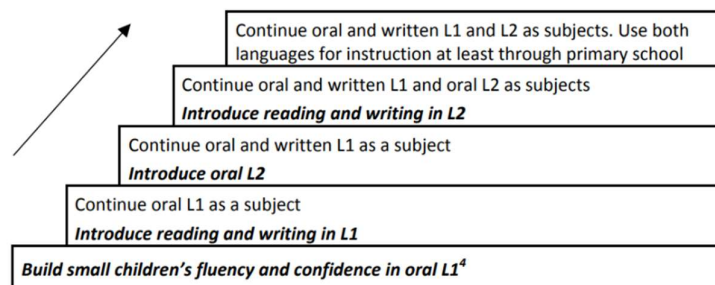 Continue oral and written L1 and L2 as subjects. Use both
languages for instruction at least through primary school
Continue oral and written L1 and oral L2 as subjects
Introduce reading and writing in L2
Continue oral and written L1 as a subject
Introduce oral L2
Continue oral L1 as a subject
Introduce reading and writing in L1
Build small children's fluency and confidence in oral L1⁴